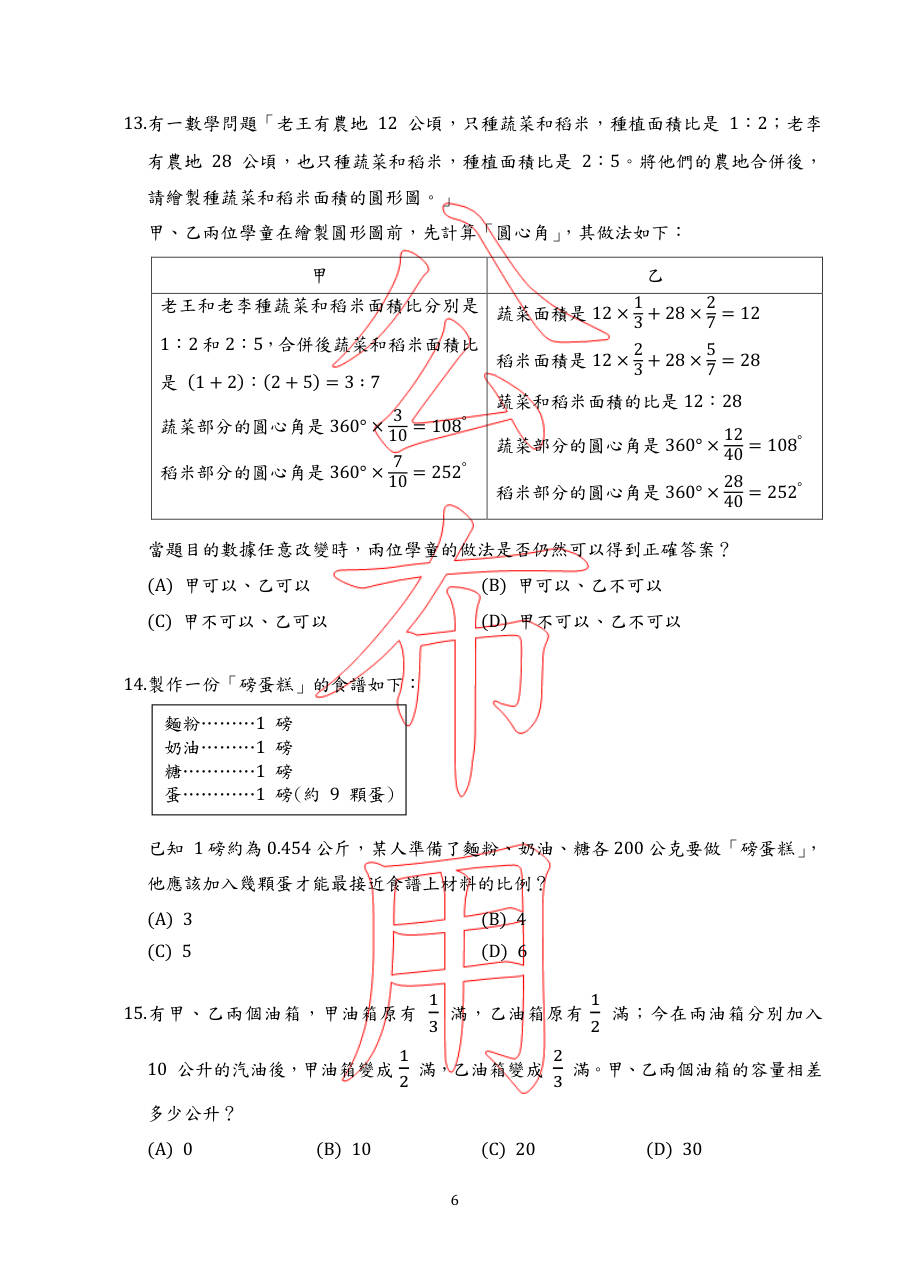 13.有一數學問題「老王有農地 12 公頃，只種蔬菜和稻米，種植面積比是 1：2；老李
有農地 28 公頃，也只種蔬菜和稻米，種植面積比是 2：5。將他們的農地合併後，
請繪製種蔬菜和稻米面積的圓形圖。」
甲、乙兩位學童在繪製圓形圖前，先計算「圓心角」，其做法如下：
甲
老王和老李種蔬菜和稻米面積比分別是
1：2 和 2：5，合併後蔬菜和稻米面積比
是 (1 + 2)：(2 + 5) = 3 : 7
蔬菜部分的圓心角是 360° × 3/10 = 108°
稻米部分的圓心角是 360° × 7/10 = 252°
乙
蔬菜面積是 12 × 1/3 + 28 × 2/7 = 12
稻米面積是 12 × 2/3 + 28 × 5/7 = 28
蔬菜和稻米面積的比是 12：28
蔬菜部分的圓心角是 360° × 12/40 = 108°
稻米部分的圓心角是 360° × 28/40 = 252°
當題目的數據任意改變時，兩位學童的做法是否仍然可以得到正確答案？
(A) 甲可以、乙可以 (B) 甲可以、乙不可以
(C) 甲不可以、乙可以 (D) 甲不可以、乙不可以
14.製作一份「磅蛋糕」的食譜如下：
麵粉………1 磅
奶油………1 磅
糖…………1 磅
蛋…………1 磅(約 9 顆蛋)
已知 1 磅約為 0.454 公斤，某人準備了麵粉、奶油、糖各 200 公克要做「磅蛋糕」，
他應該加入幾顆蛋才能最接近食譜上材料的比例？
(A) 3 (B) 4
(C) 5 (D) 6
15.有甲、乙兩個油箱，甲油箱原有 1/3 滿，乙油箱原有 1/2 滿；今在兩油箱分別加入
10 公升的汽油後，甲油箱變成 1/2 滿，乙油箱變成 2/3 滿。甲、乙兩個油箱的容量相差
多少公升？
(A) 0 (B) 10 (C) 20 (D) 30
6
公布用